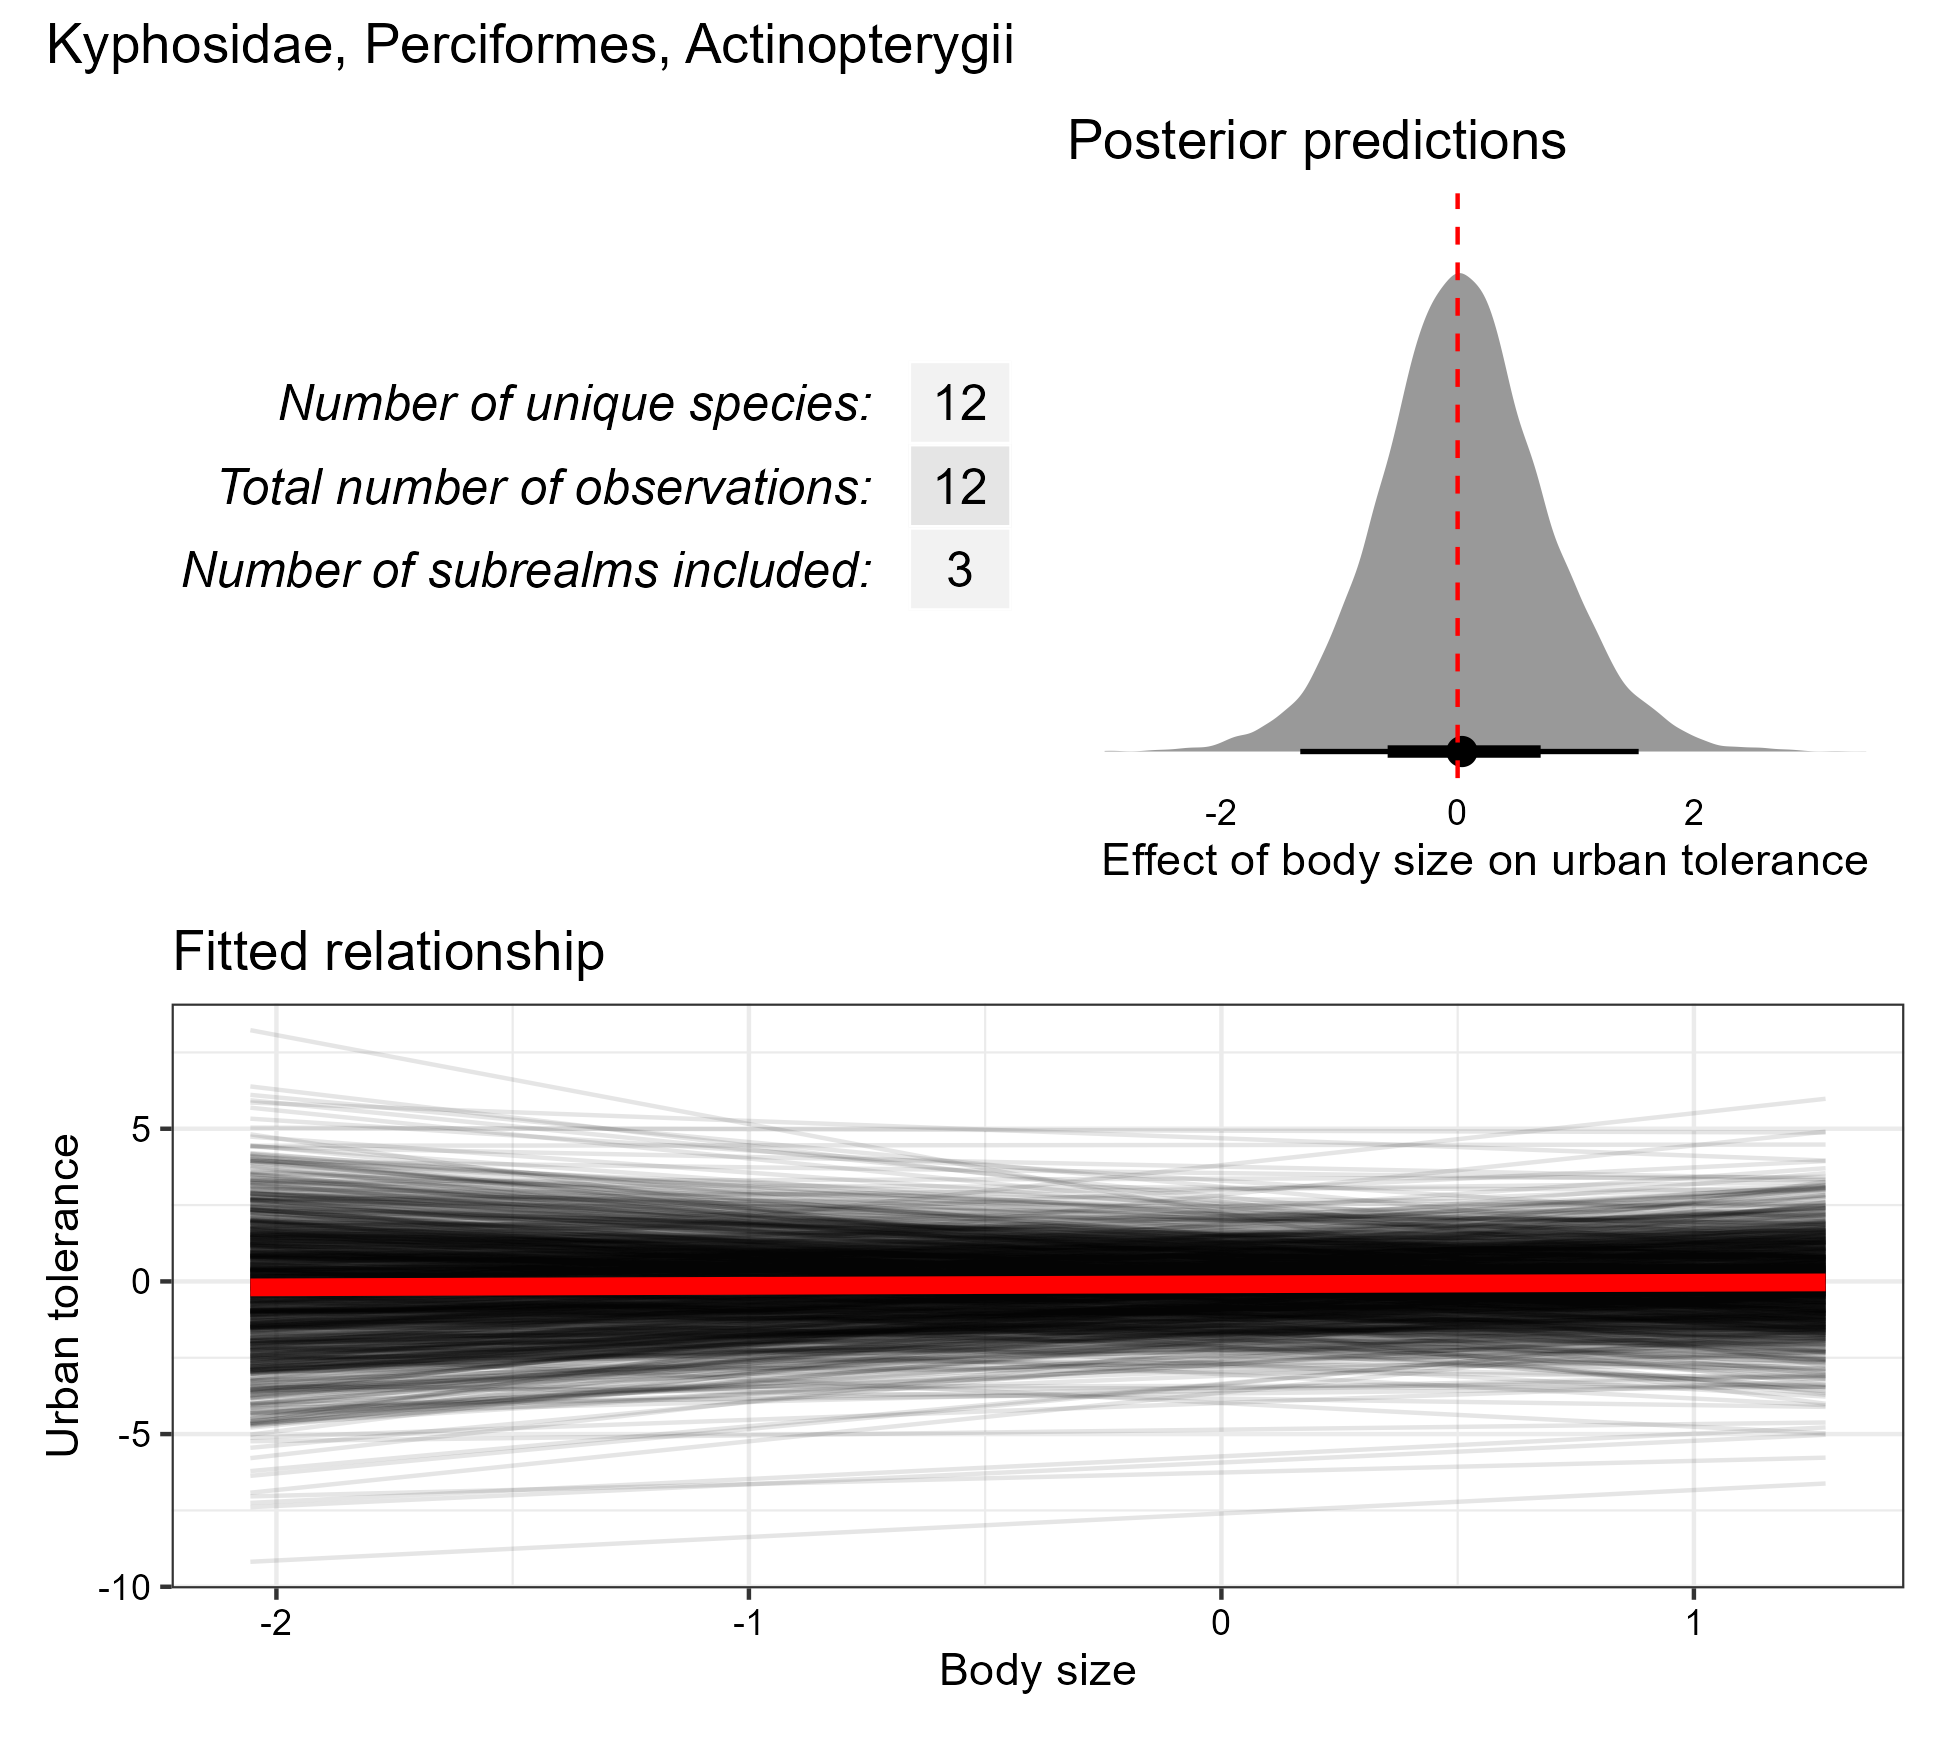 Kyphosidae, Perciformes, Actinopterygii
Posterior predictions
Number of unique species: 12
Total number of observations: 12
Number of subrealms included: 3
-2 0 2
Effect of body size on urban tolerance
Fitted relationship
Urban tolerance
5
0
-5
-10
-2 -1 0 1
Body size